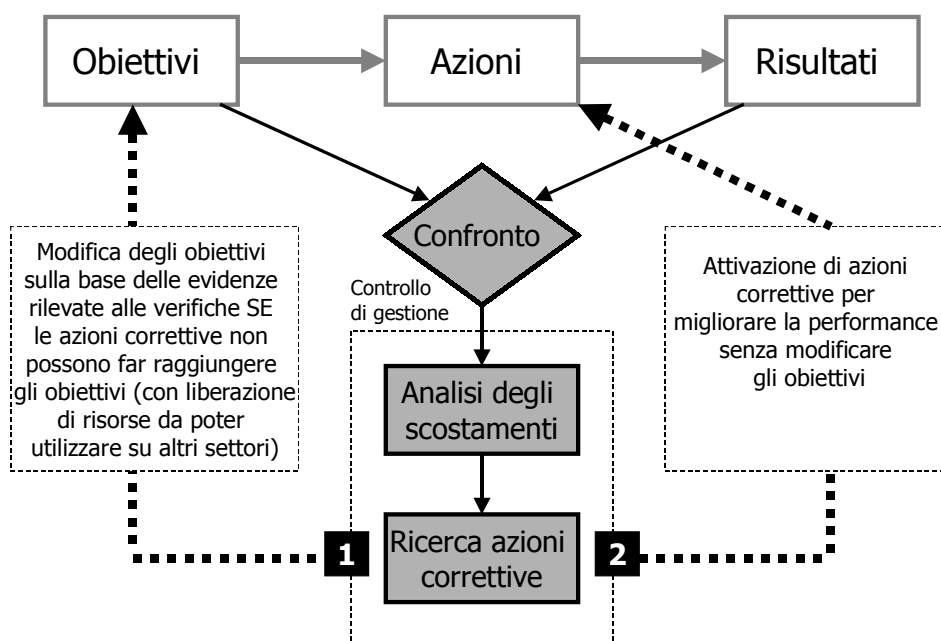 Obiettivi
Azioni
Risultati
Confronto
Modifica degli obiettivi
sulla base delle evidenze
rilevate alle verifiche SE
le azioni correttive non
possono far raggiungere
gli obiettivi (con liberazione
di risorse da poter
utilizzare su altri settori)
Controllo
di gestione
Attivazione di azioni
correttive per
migliorare la performance
senza modificare
gli obiettivi
Analisi degli
scostamenti
1
Ricerca azioni
correttive
2